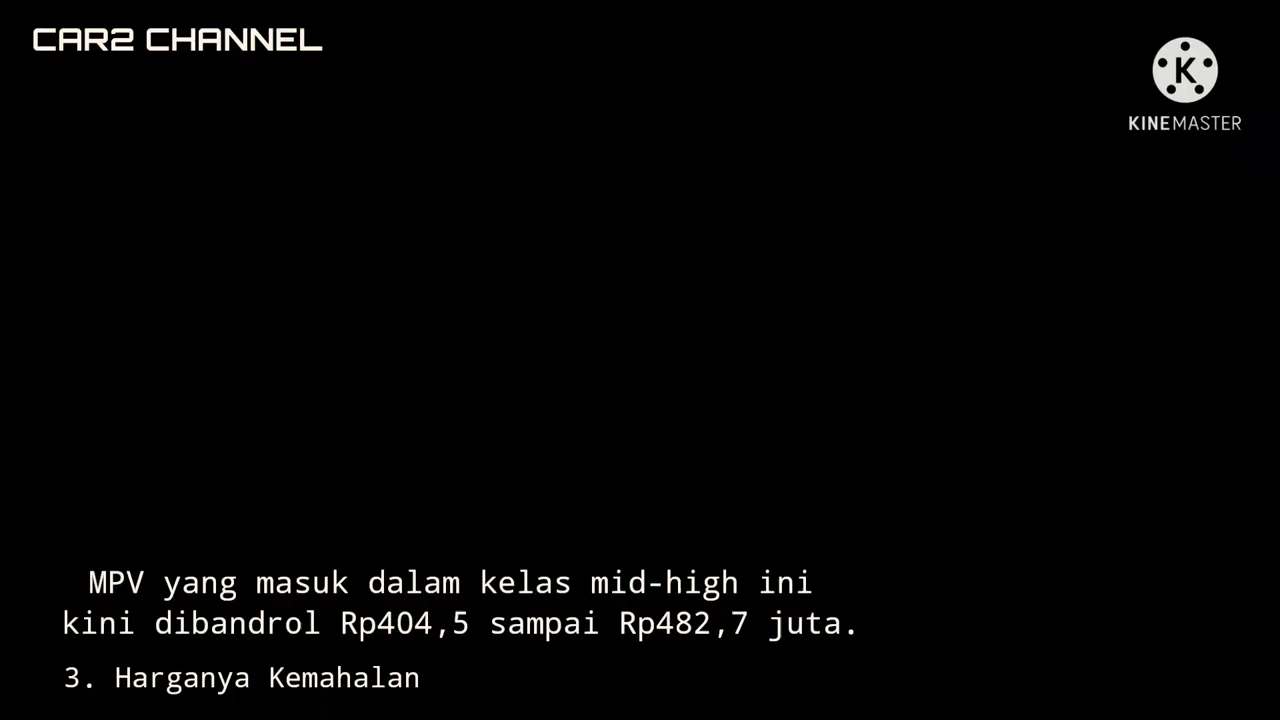 CAR2 CHANNEL
K
KINEMASTER
MPV yang masuk dalam kelas mid-high ini
kini dibandrol Rp404,5 sampai Rp482,7 juta.
3. Harganya Kemahalan